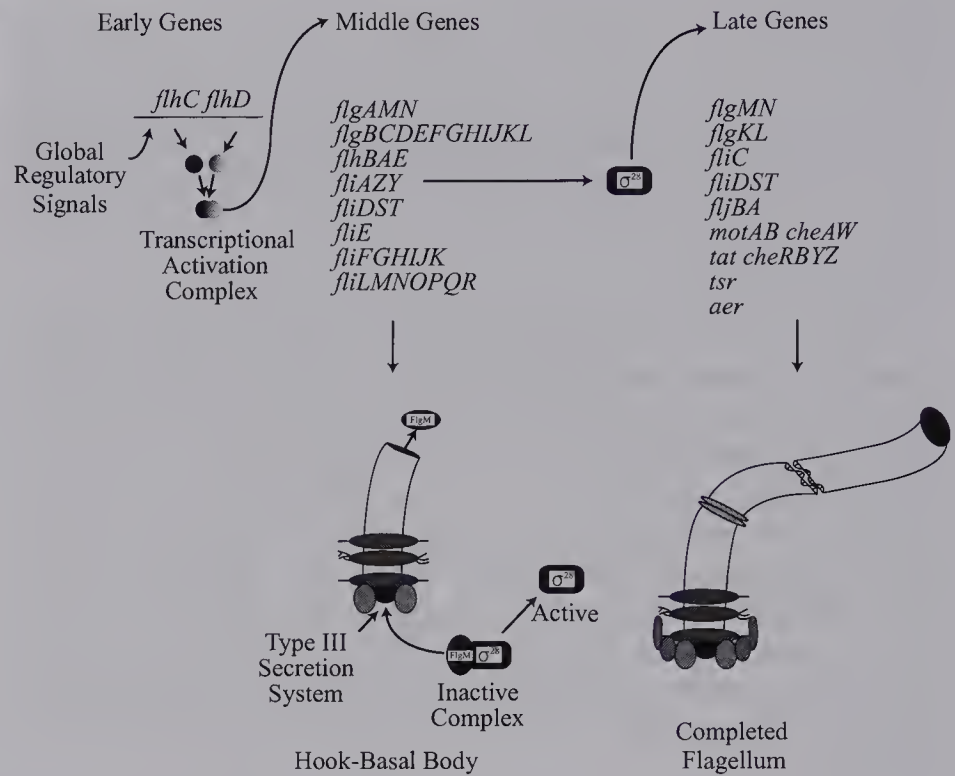 Early Genes
Middle Genes
Late Genes
flhC flhD
Global
Regulatory
Signals
Transcriptional
Activation
Complex
flgAMN
flgBCDEFGHIJKL
flhBAE
fliAZY
fliDST
fliE
fliFGHIJK
fliLMNOPQR
σ28
flgMN
flgKL
fliC
fliDST
fljBA
motAB cheAW
tat cheRBYZ
tsr
aer
FlgM
σ28
Active
Type III
Secretion
System
FlgM
σ28
Inactive
Complex
Hook-Basal Body
Completed
Flagellum